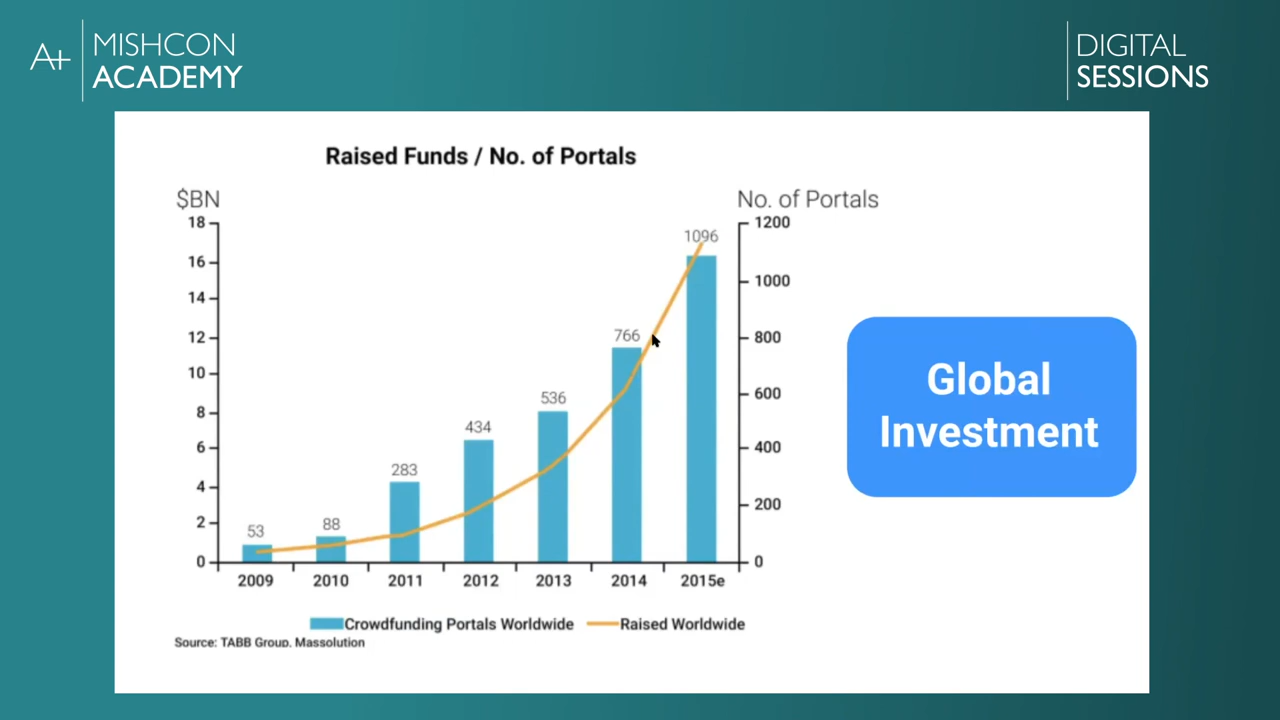 A+
MISHCON
ACADEMY
DIGITAL
SESSIONS
Raised Funds / No. of Portals
$BN
No. of Portals
18
16
14
12
10
8
6
4
2
0
1200
1000
800
600
400
200
0
53
88
283
434
536
766
1096
2009
2010
2011
2012
2013
2014
2015e
Crowdfunding Portals Worldwide
Raised Worldwide
Source: TABB Group, Massolution
Global
Investment